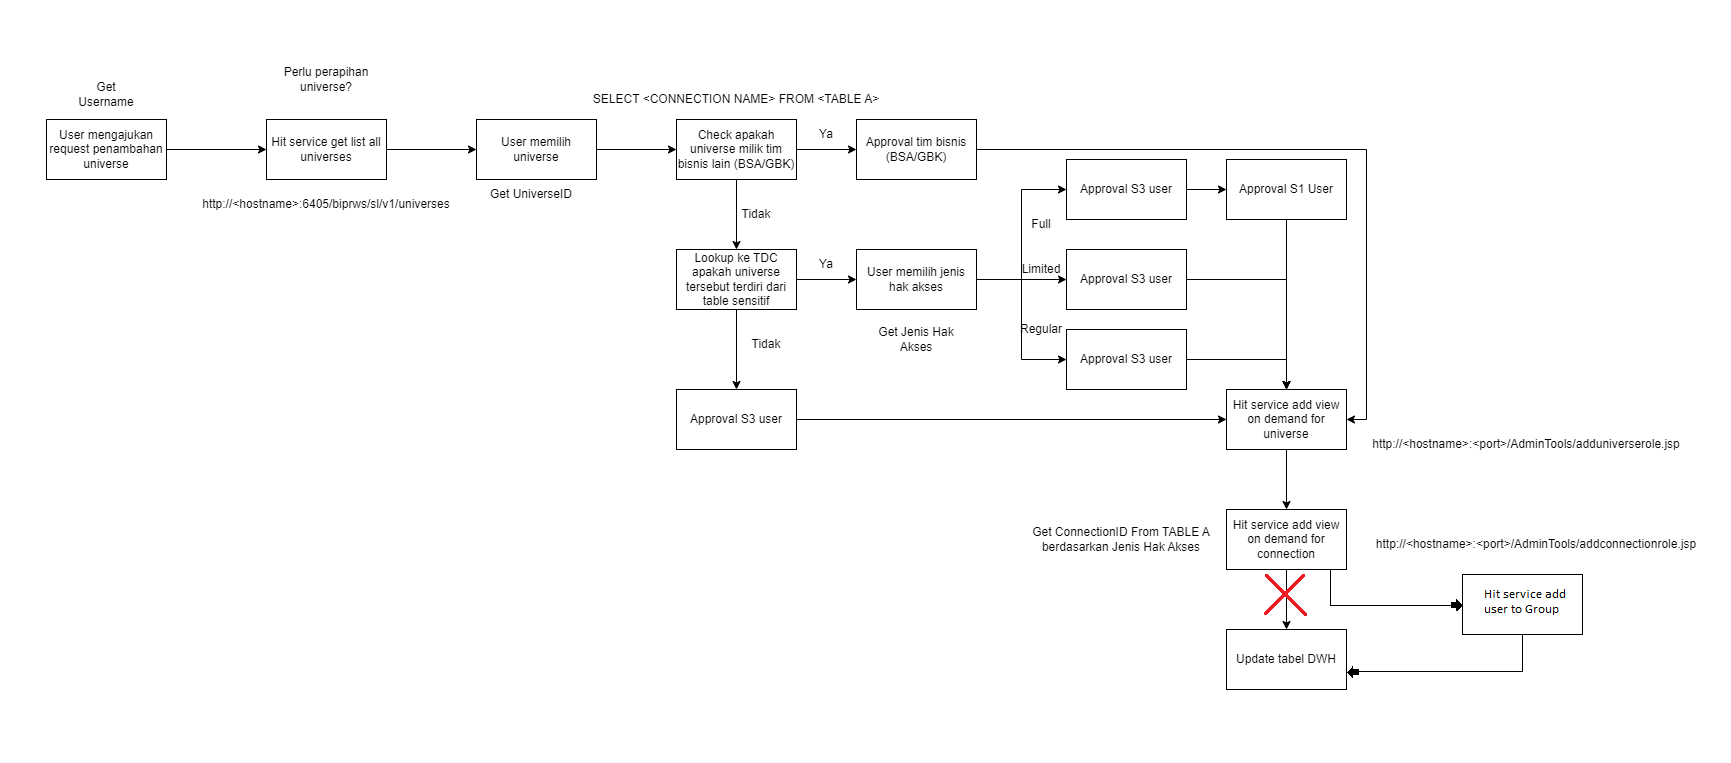 Perlu perapihan
universe?
Get
Username
SELECT <CONNECTION NAME> FROM <TABLE A>
User mengajukan
request penambahan
universe
Hit service get list all
universes
User memilih
universe
Check apakah
universe milik tim
bisnis lain (BSA/GBK)
Ya
Approval tim bisnis
(BSA/GBK)
http://<hostname>:6405/biprws/sl/v1/universes
Get UniverseID
Tidak
Approval S3 user
Approval S1 User
Full
Lookup ke TDC
apakah universe
tersebut terdiri dari
table sensitif
Ya
User memilih jenis
hak akses
Limited
Approval S3 user
Get Jenis Hak
Akses
Regular
Approval S3 user
Tidak
Approval S3 user
Hit service add view
on demand for
universe
http://<hostname>:<port>/AdminTools/adduniverserole.jsp
Get ConnectionID From TABLE A
berdasarkan Jenis Hak Akses
Hit service add view
on demand for
connection
http://<hostname>:<port>/AdminTools/addconnectionrole.jsp
Hit service add
user to Group
Update tabel DWH